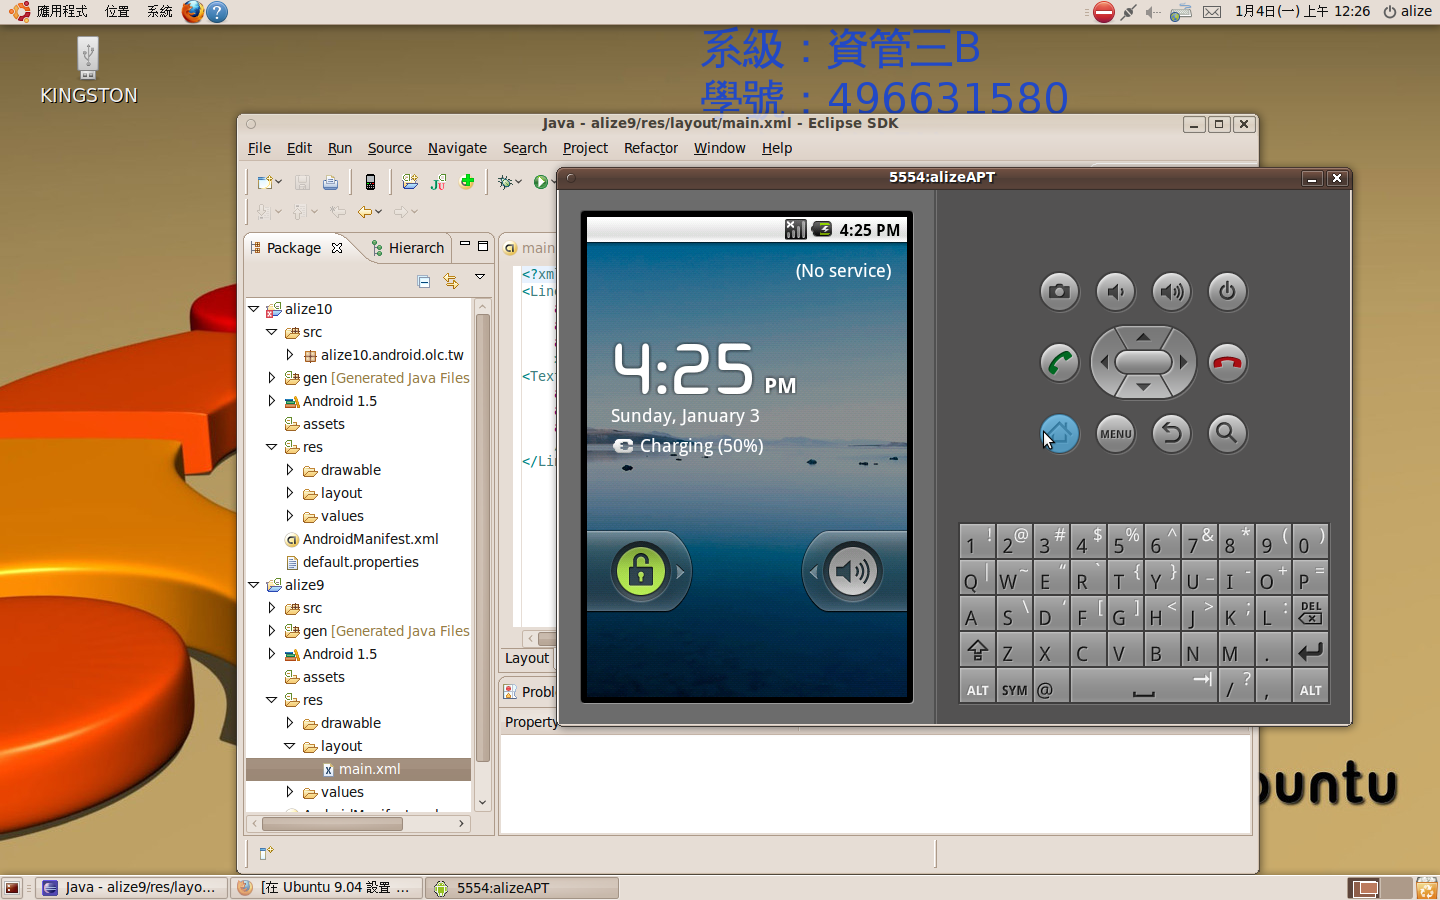 應用程式 位置 系統
1月4日(一) 上午 12:26 alize
KINGSTON
系級：資管三B
學號：496631580
Java - alize9/res/layout/main.xml - Eclipse SDK
File Edit Run Source Navigate Search Project Refactor Window Help
5554:alizeAPT
Package Hierarch
main
<?xm
<Line
<Text
</Lin
alize10
src
alize10.android.olc.tw
gen [Generated Java Files
Android 1.5
assets
res
drawable
layout
values
AndroidManifest.xml
default.properties
alize9
src
gen [Generated Java Files
Android 1.5
assets
res
drawable
layout
main.xml
values
Layout
Proble
Property
4:25 PM
(No service)
4:25 PM
Sunday, January 3
Charging (50%)
MENU
1 ! 2 @ 3 # 4 $ 5 % 6 ^ 7 & 8 * 9 ( 0 )
Q | W ~ E “ R ` T { Y } U _ I - O + P =
A S \ D ‘ F [ G ] H < J > K ; L : DEL
Z X C V B N M .
ALT SYM @ / ? , ALT
buntu
Java - alize9/res/layo...
[在 Ubuntu 9.04 設置 ...
5554:alizeAPT